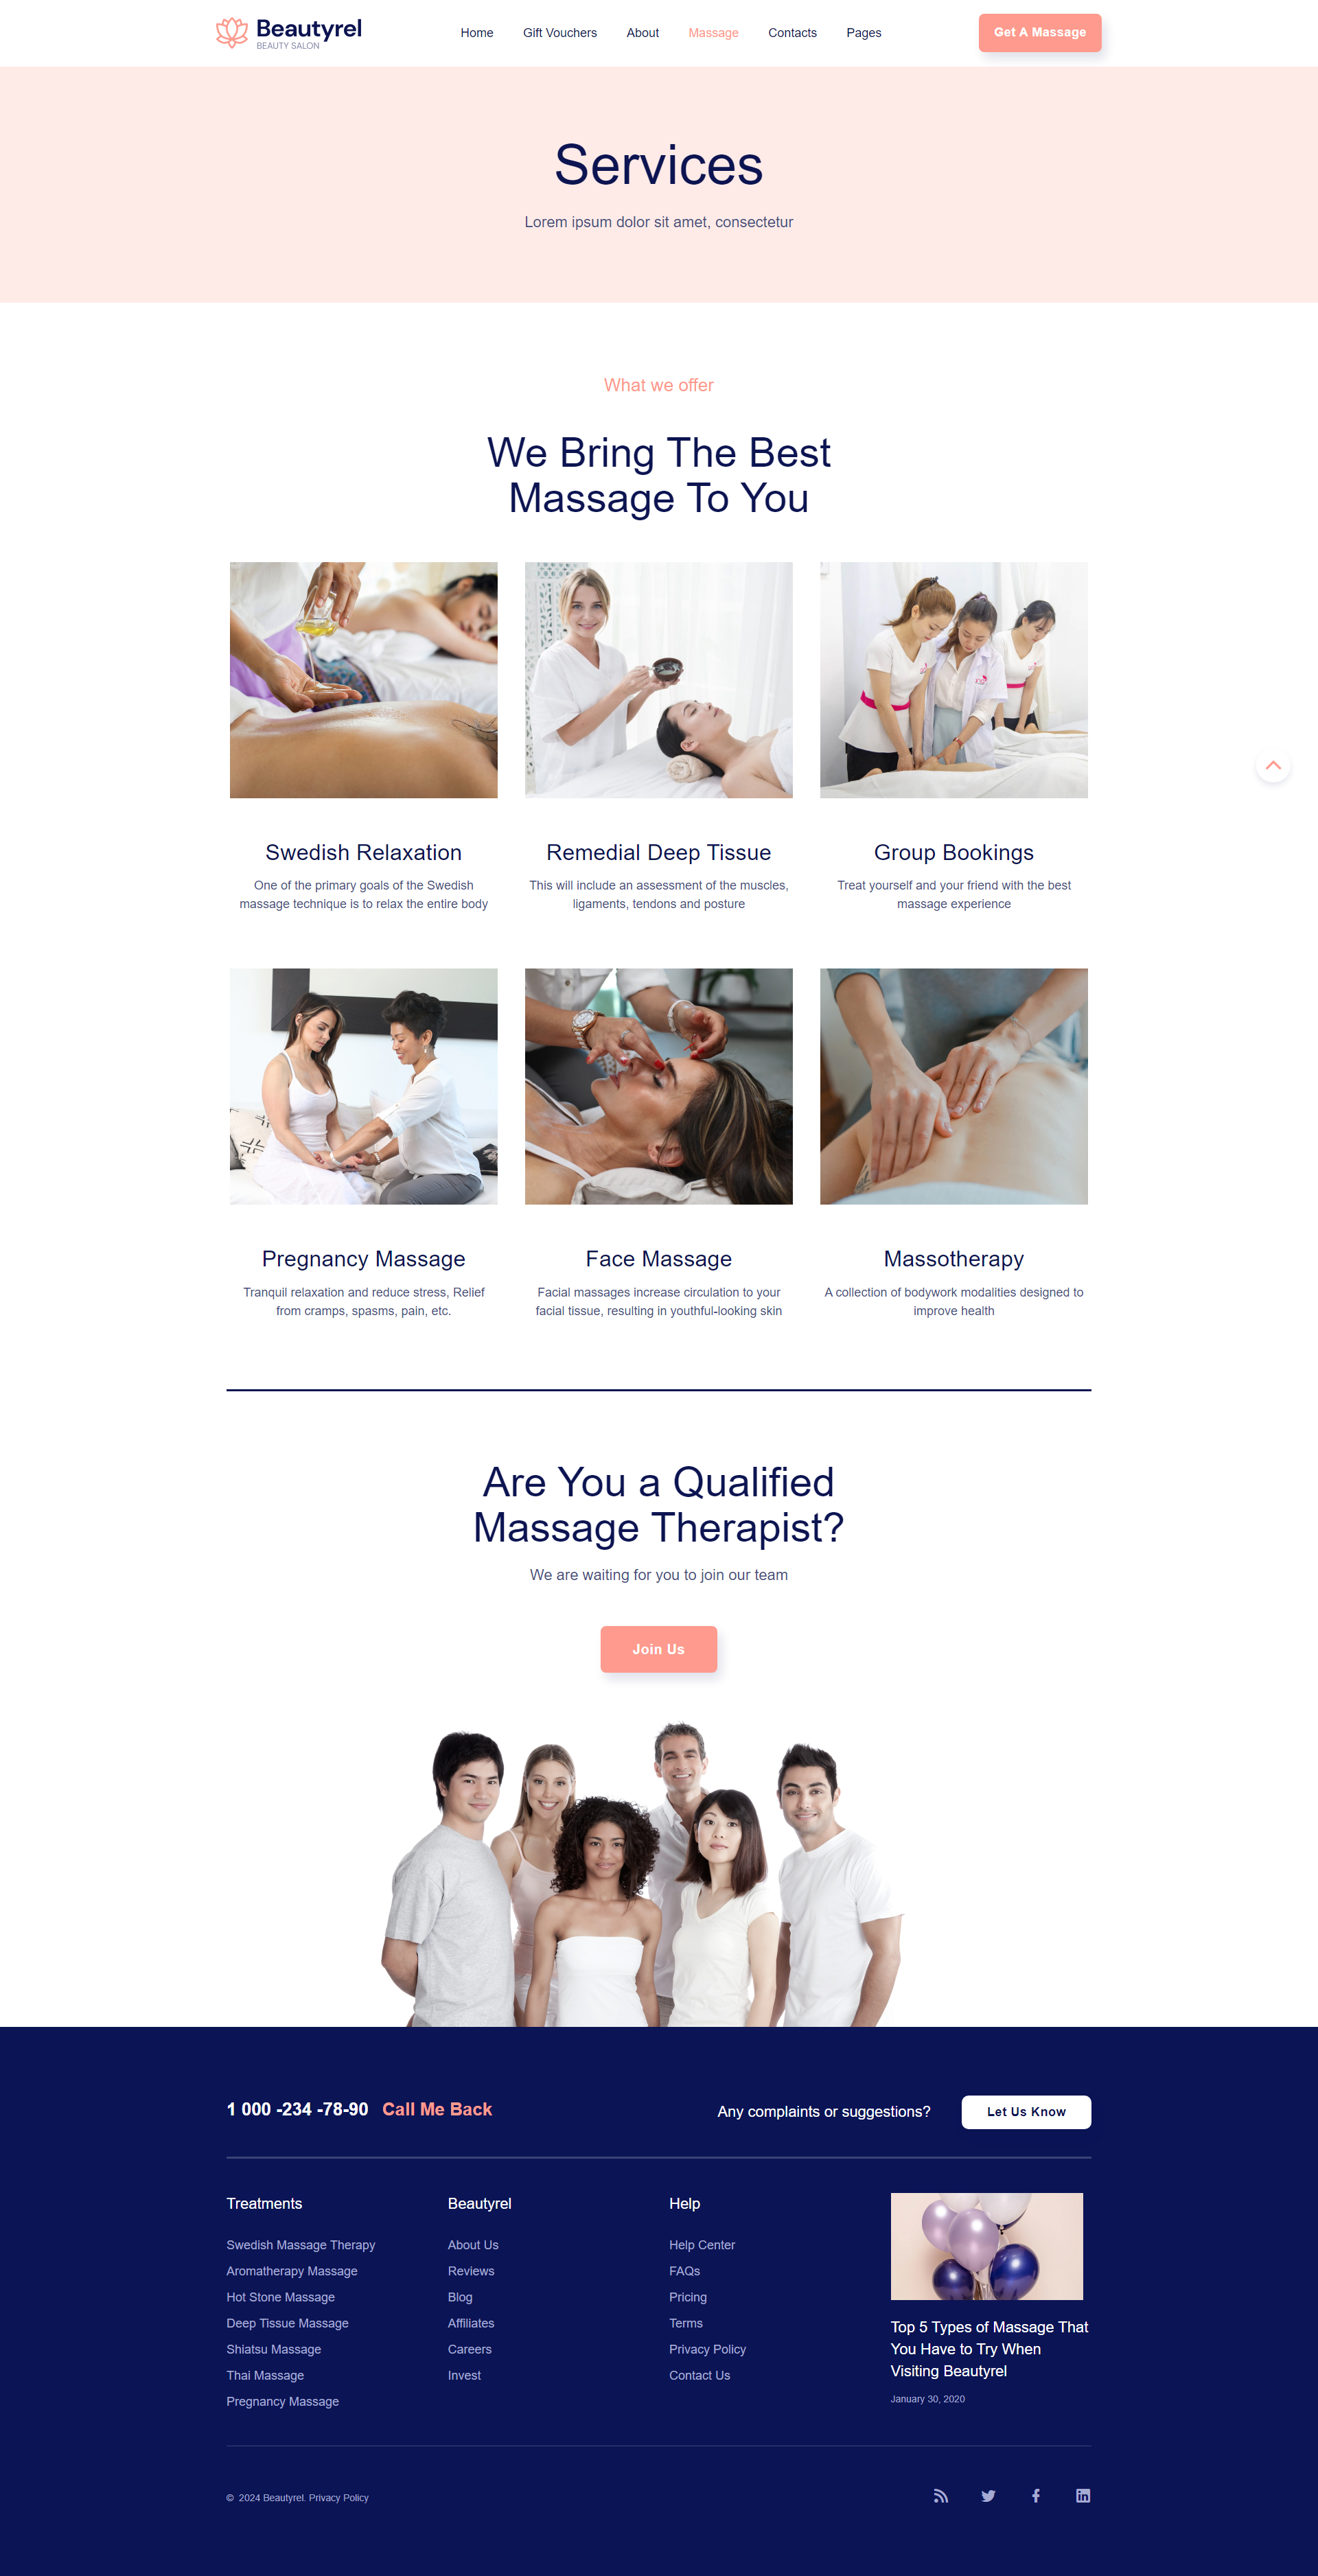 Beautyrel
BEAUTY SALON
Home
Gift Vouchers
About
Massage
Contacts
Pages
Get A Massage
Services
Lorem ipsum dolor sit amet, consectetur
What we offer
We Bring The Best
Massage To You
Swedish Relaxation
One of the primary goals of the Swedish
massage technique is to relax the entire body
Remedial Deep Tissue
This will include an assessment of the muscles,
ligaments, tendons and posture
Group Bookings
Treat yourself and your friend with the best
massage experience
Pregnancy Massage
Tranquil relaxation and reduce stress, Relief
from cramps, spasms, pain, etc.
Face Massage
Facial massages increase circulation to your
facial tissue, resulting in youthful-looking skin
Massotherapy
A collection of bodywork modalities designed to
improve health
Are You a Qualified
Massage Therapist?
We are waiting for you to join our team
Join Us
1 000 -234 -78-90 Call Me Back
Any complaints or suggestions?
Let Us Know
Treatments
Swedish Massage Therapy
Aromatherapy Massage
Hot Stone Massage
Deep Tissue Massage
Shiatsu Massage
Thai Massage
Pregnancy Massage
Beautyrel
About Us
Reviews
Blog
Affiliates
Careers
Invest
Help
Help Center
FAQs
Pricing
Terms
Privacy Policy
Contact Us
Top 5 Types of Massage That
You Have to Try When
Visiting Beautyrel
January 30, 2020
© 2024 Beautyrel. Privacy Policy